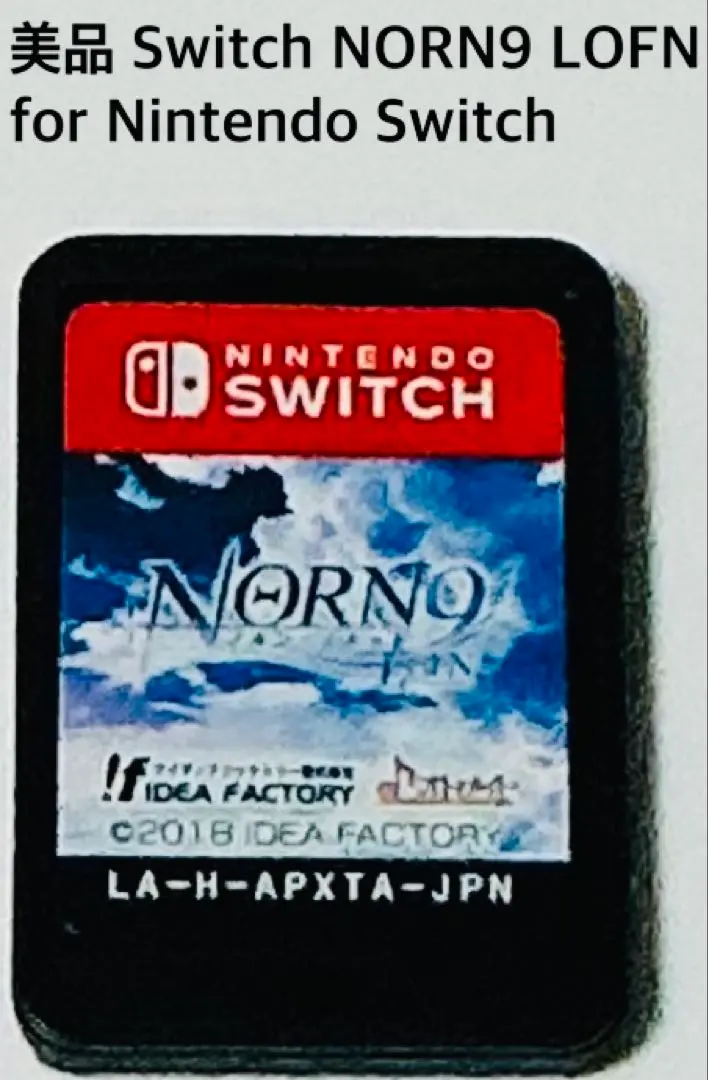 美品 Switch NORN9 LOFN
for Nintendo Switch
NINTENDO
SWITCH
NORN9
LOFN
IDEA FACTORY
©2018 IDEA FACTORY
LA-H-APXTA-JPN